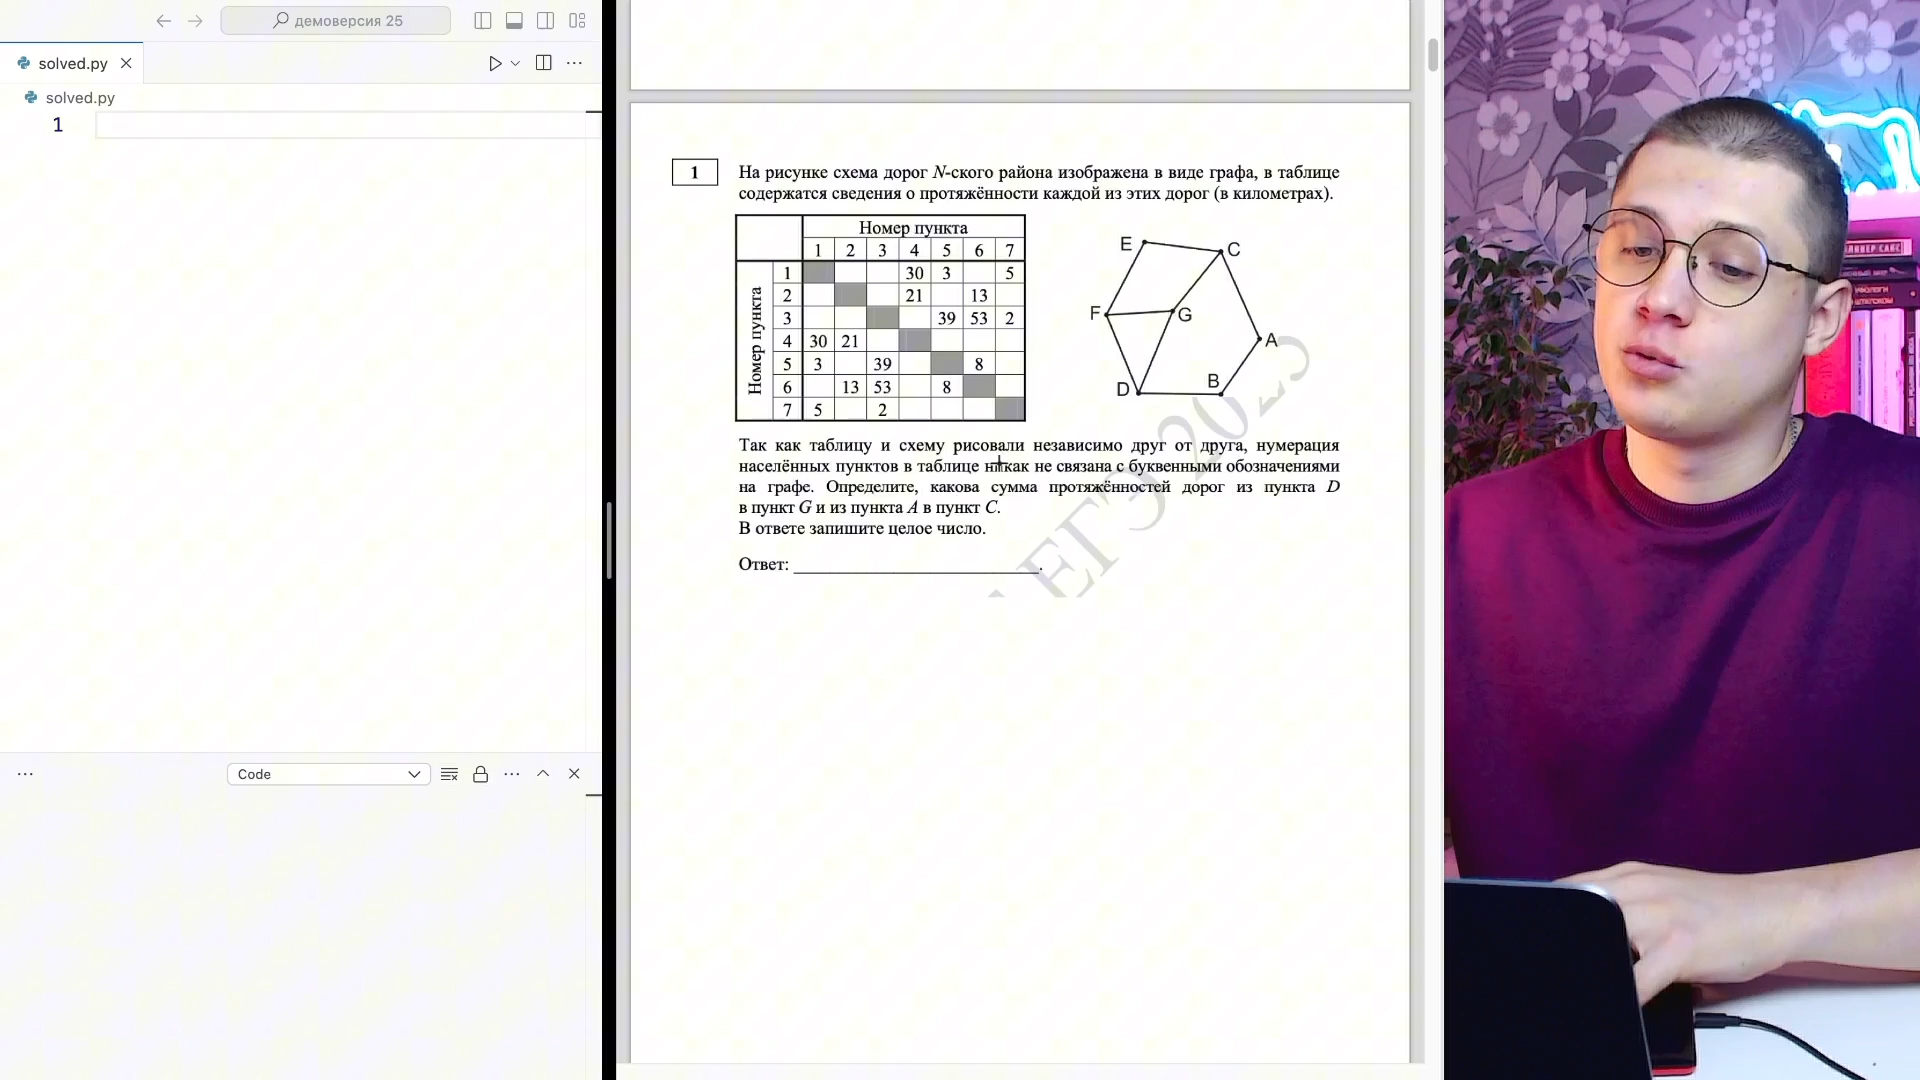 демоверсия 25
solved.py
solved.py
1
Code
1
На рисунке схема дорог N-ского района изображена в виде графа, в таблице
содержатся сведения о протяжённости каждой из этих дорог (в километрах).
Номер пункта
1 2 3 4 5 6 7
Номер пункта
1 30 3 5
2 21 13
3 39 53 2
4 30 21
5 3 39 8
6 13 53 8
7 5 2
E
C
F
G
A
D
B
Так как таблицу и схему рисовали независимо друг от друга, нумерация
населённых пунктов в таблице никак не связана с буквенными обозначениями
на графе. Определите, какова сумма протяжённостей дорог из пункта D
в пункт G и из пункта A в пункт C.
В ответе запишите целое число.
Ответ: ___________________________.
ЕГЭ 2025